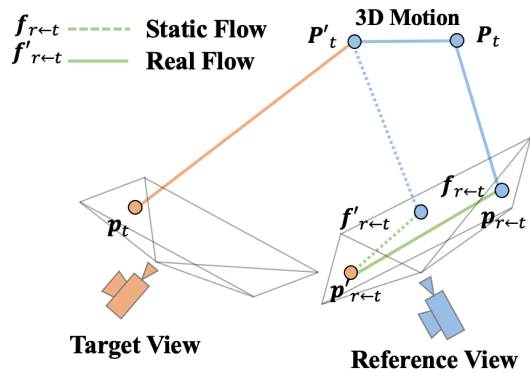 f_{r←t} Static Flow
f'_{r←t} Real Flow
3D Motion
P'_t
P_t
f_{r←t}
f'_{r←t}
p_{r←t}
p_t
p'_{r←t}
Target View
Reference View